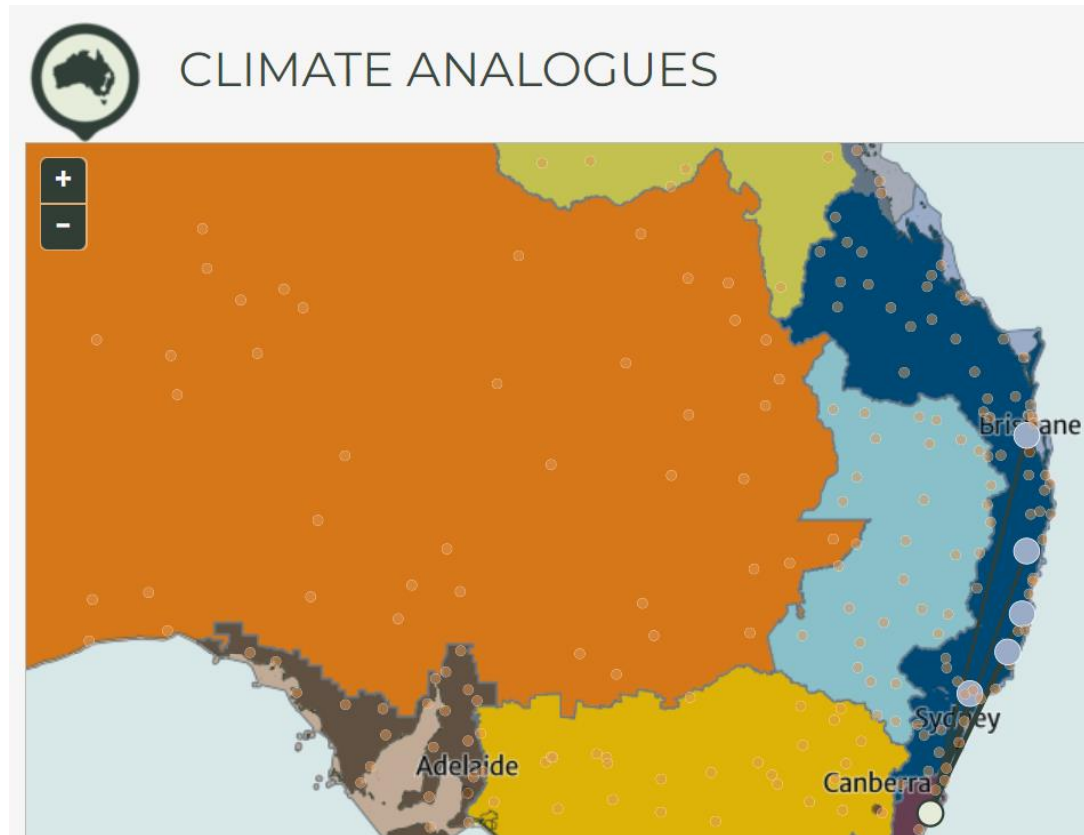 CLIMATE ANALOGUES
+
−
Brisbane
Sydney
Adelaide
Canberra